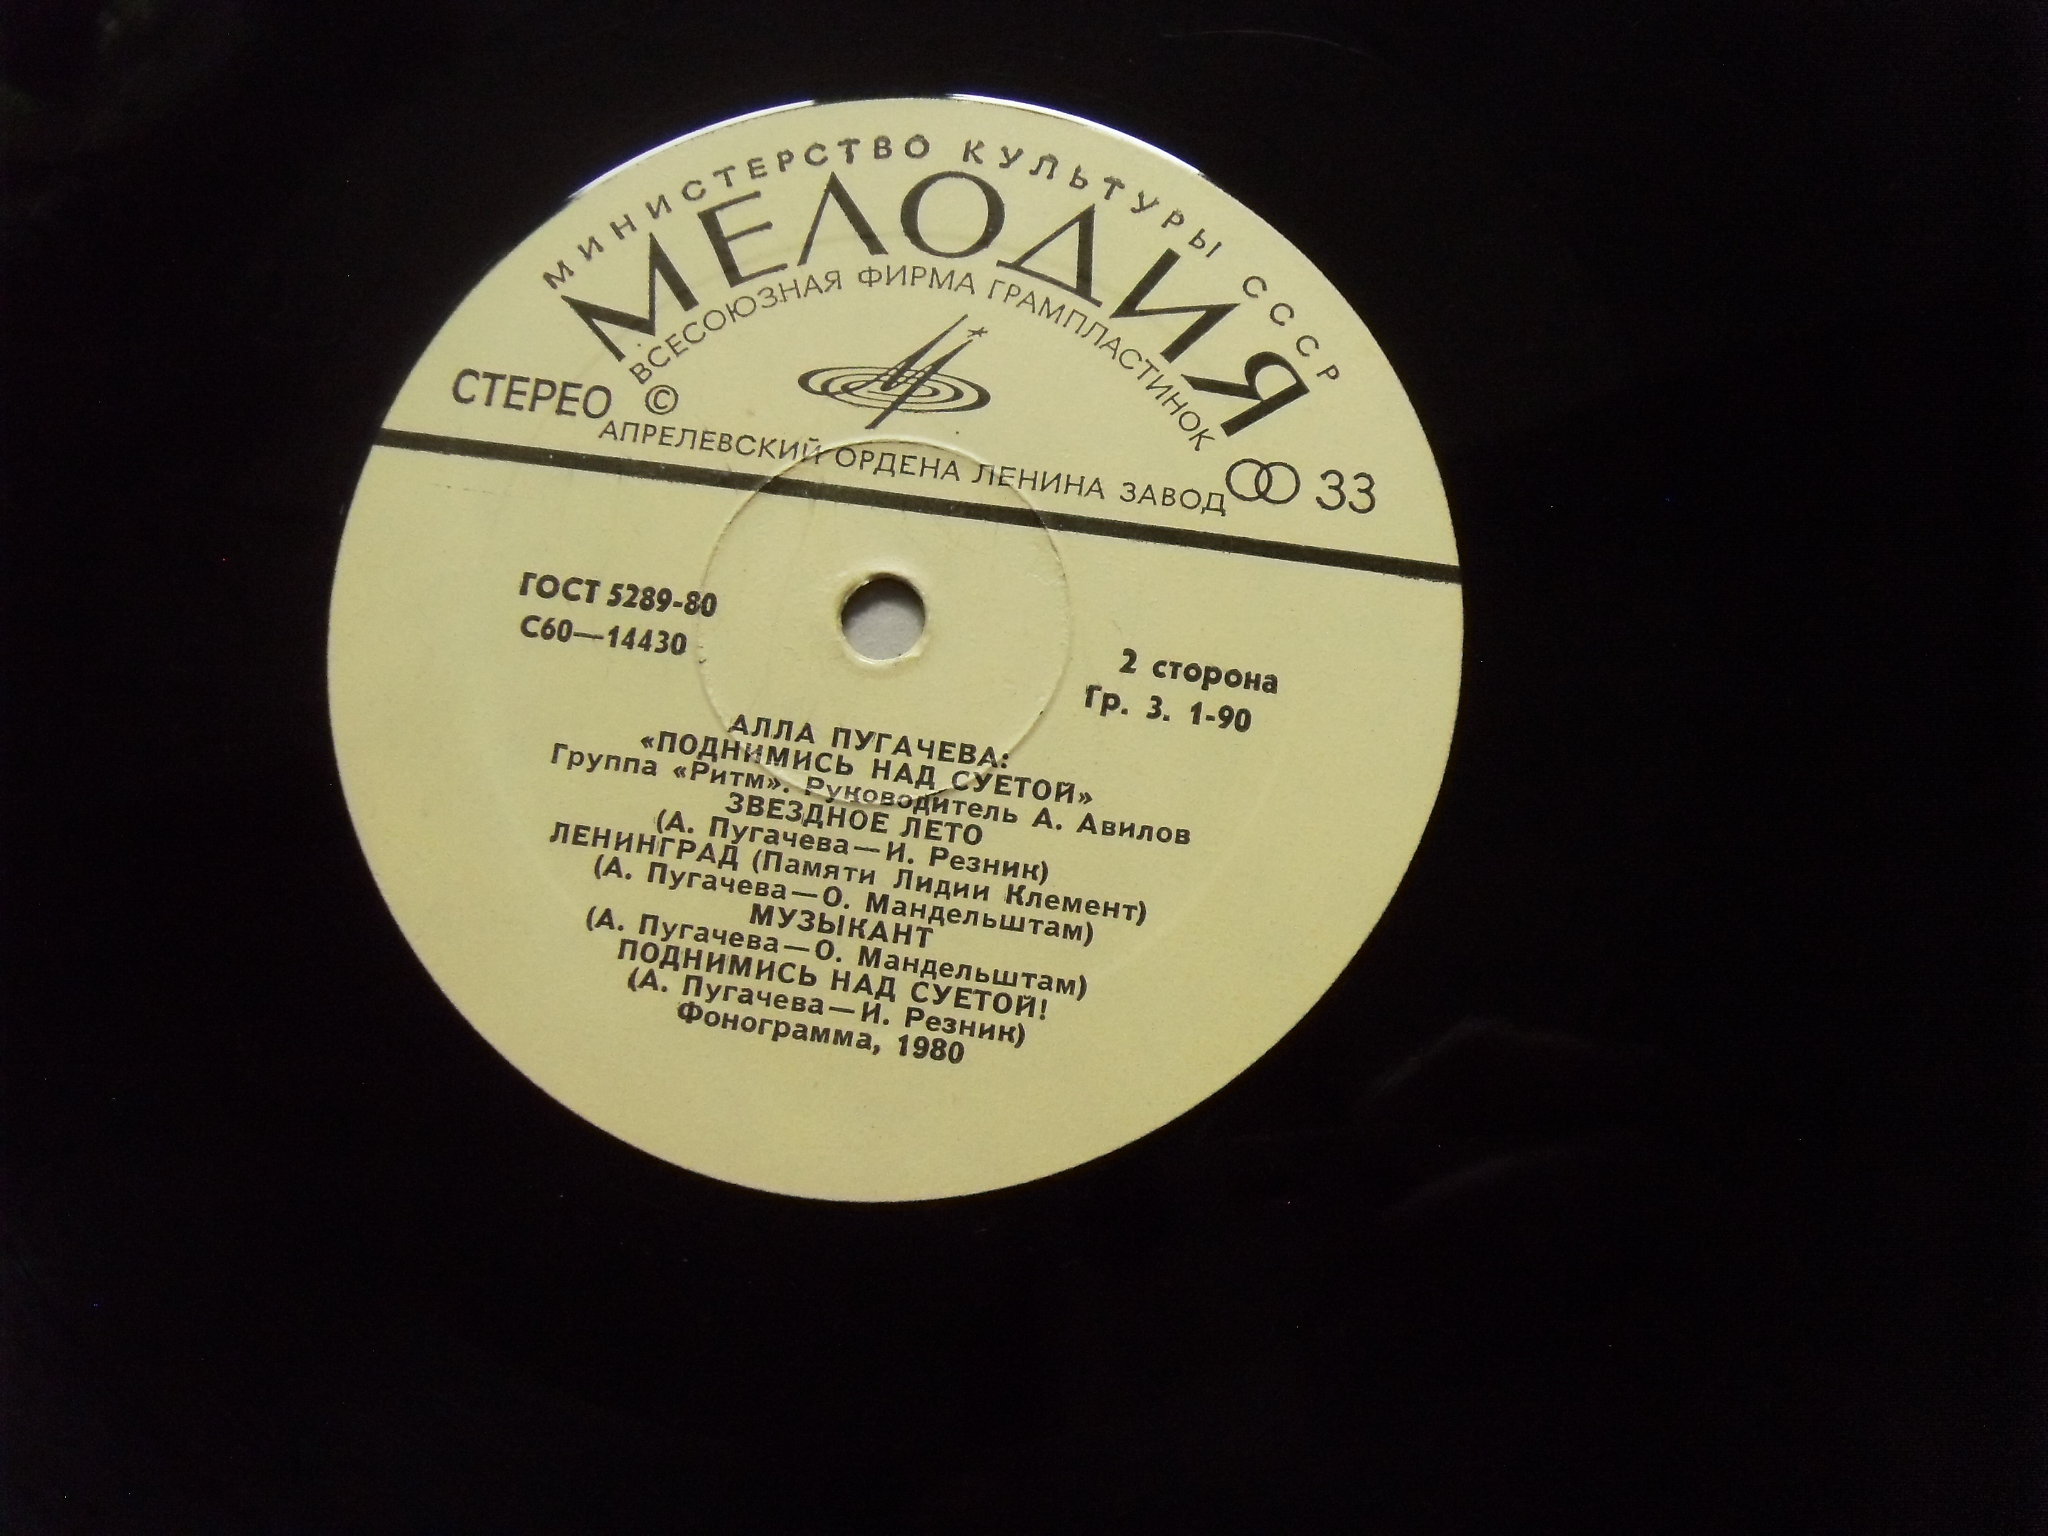 МИНИСТЕРСТВО КУЛЬТУРЫ СССР
МЕЛОДИЯ
ВСЕСОЮЗНАЯ ФИРМА ГРАМПЛАСТИНОК
СТЕРЕО ©
АПРЕЛЕВСКИЙ ОРДЕНА ЛЕНИНА ЗАВОД
33
ГОСТ 5289-80
С60—14430
2 сторона
Гр. 3. 1-90
АЛЛА ПУГАЧЕВА:
«ПОДНИМИСЬ НАД СУЕТОЙ»
Группа «Ритм». Руководитель А. Авилов
ЗВЕЗДНОЕ ЛЕТО
(А. Пугачева—И. Резник)
ЛЕНИНГРАД (Памяти Лидии Клемент)
(А. Пугачева—О. Мандельштам)
МУЗЫКАНТ
(А. Пугачева—О. Мандельштам)
ПОДНИМИСЬ НАД СУЕТОЙ!
(А. Пугачева—И. Резник)
Фонограмма, 1980